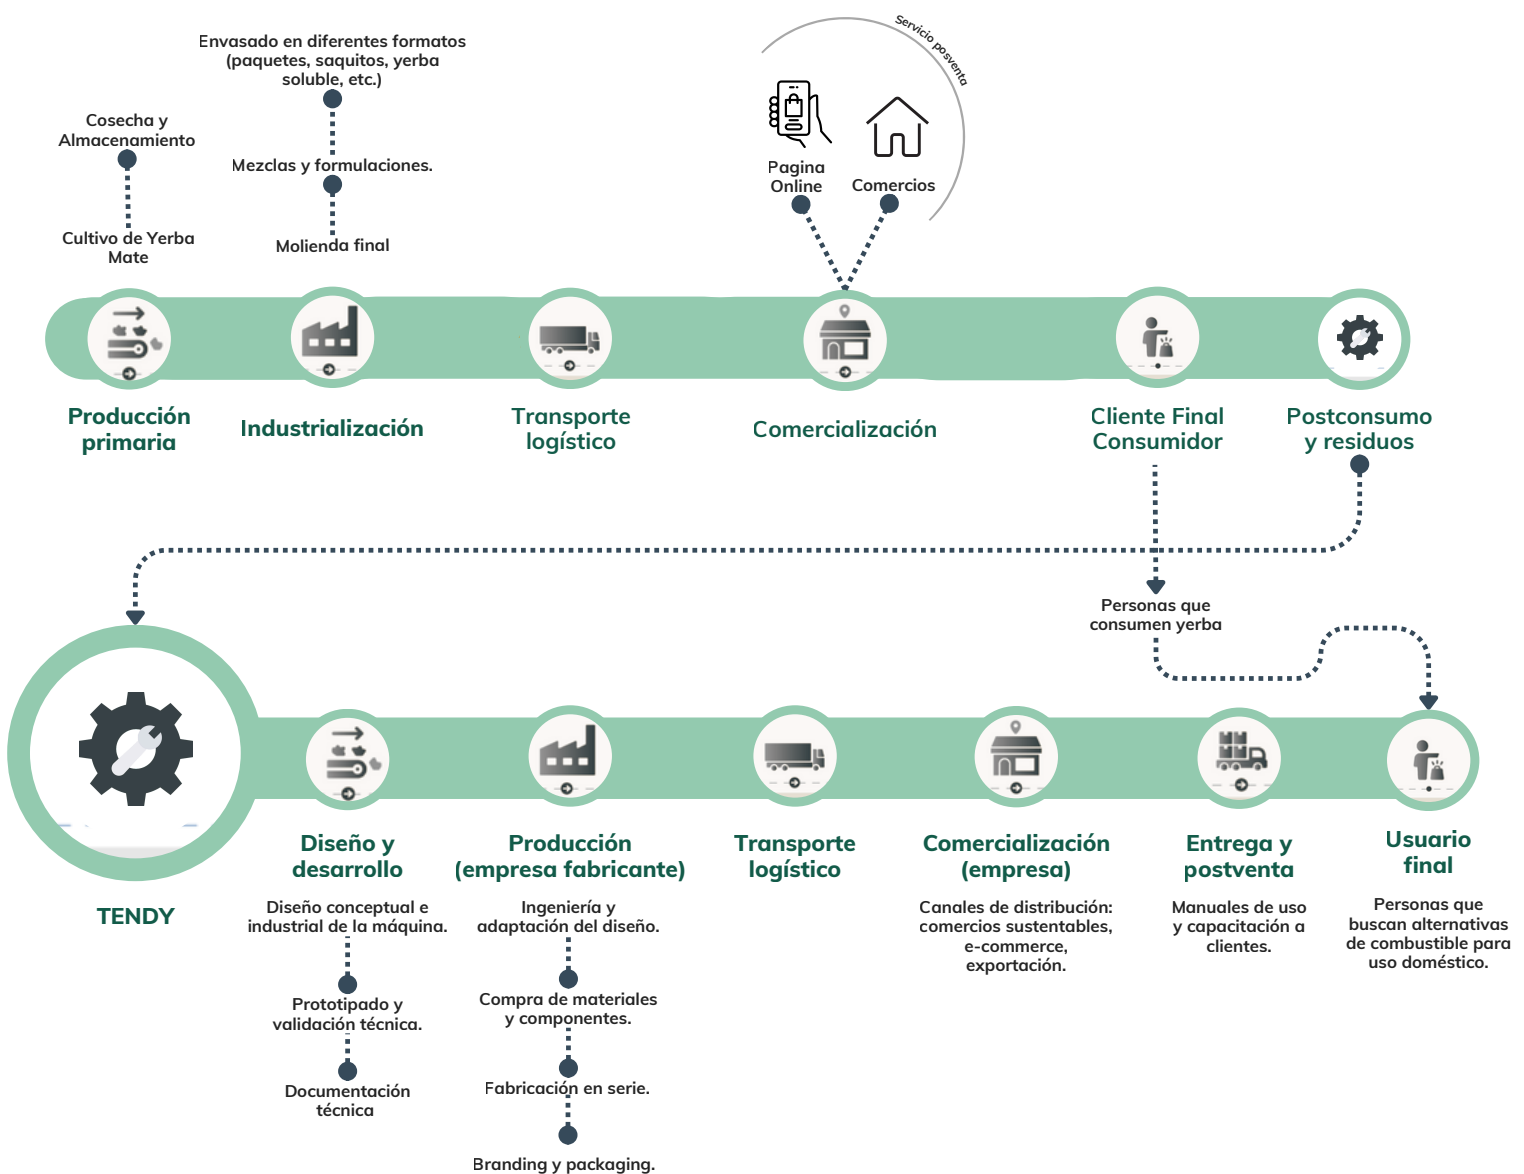 Envasado en diferentes formatos
(paquetes, saquitos, yerba
soluble, etc.)
Servicio posventa
Cosecha y
Almacenamiento
Mezclas y formulaciones.
Pagina
Online
Comercios
Cultivo de Yerba
Mate
Molienda final
Producción
primaria
Industrialización
Transporte
logístico
Comercialización
Cliente Final
Consumidor
Postconsumo
y residuos
Personas que
consumen yerba
TENDY
Diseño y
desarrollo
Diseño conceptual e
industrial de la máquina.
Prototipado y
validación técnica.
Documentación
técnica
Producción
(empresa fabricante)
Ingeniería y
adaptación del diseño.
Compra de materiales
y componentes.
Fabricación en serie.
Branding y packaging.
Transporte
logístico
Comercialización
(empresa)
Canales de distribución:
comercios sustentables,
e-commerce,
exportación.
Entrega y
postventa
Manuales de uso
y capacitación a
clientes.
Usuario
final
Personas que
buscan alternativas
de combustible para
uso doméstico.